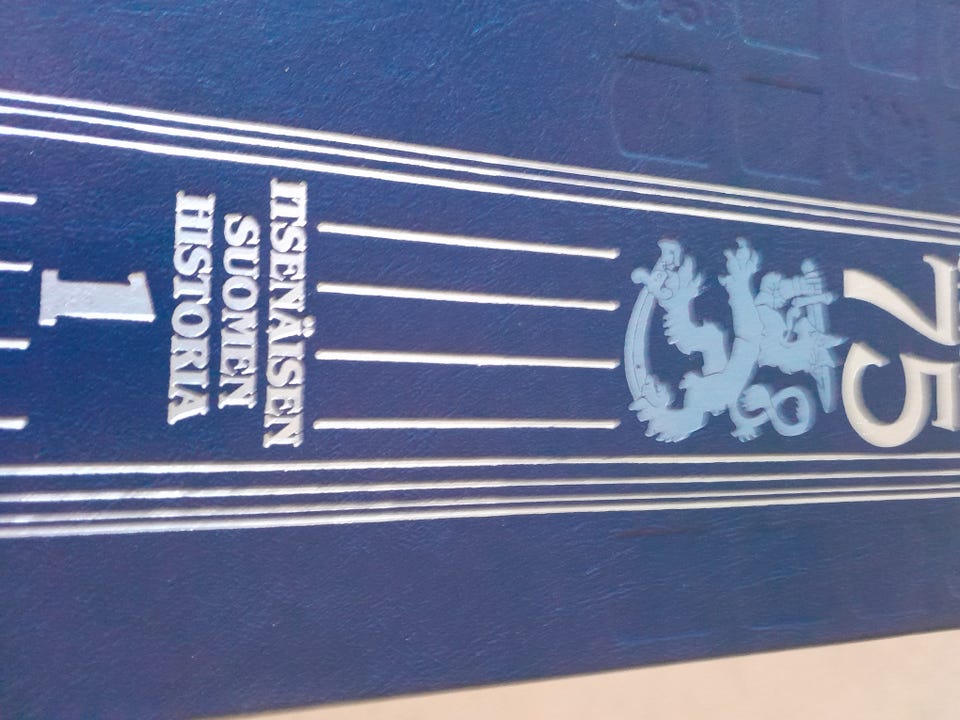 75
ITSENÄISEN
SUOMEN
HISTORIA
1